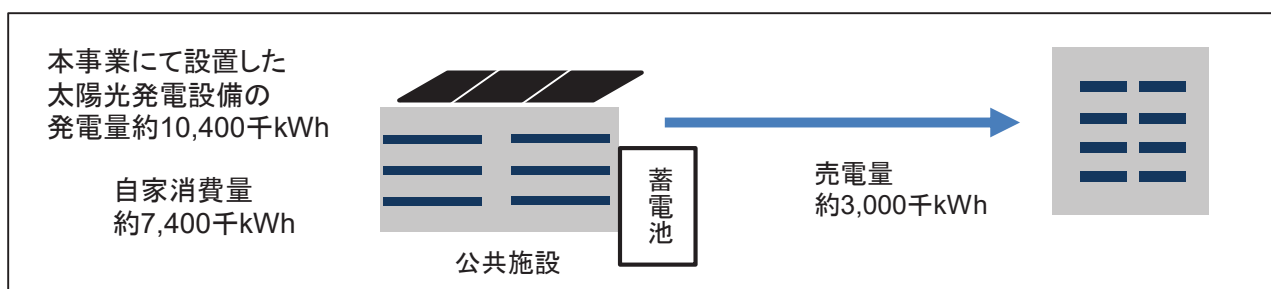 本事業にて設置した
太陽光発電設備の
発電量約10,400千kWh
自家消費量
約7,400千kWh
公共施設
蓄電池
売電量
約3,000千kWh